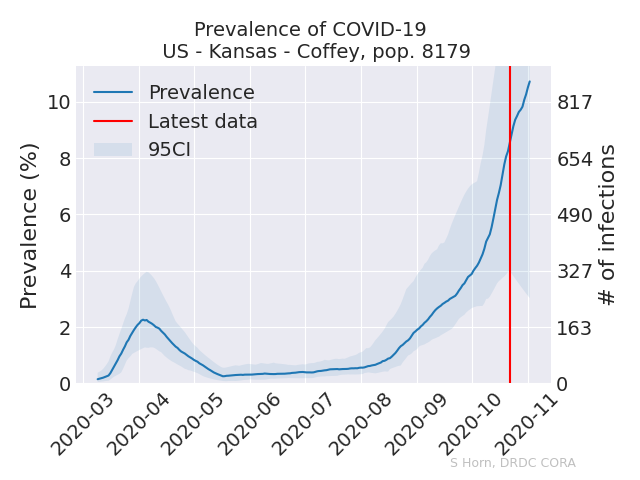 Prevalence of COVID-19
US - Kansas - Coffey, pop. 8179
Prevalence
Latest data
95CI
Prevalence (%)
10
8
6
4
2
0
817
654
490
327
163
0
# of infections
2020-03
2020-04
2020-05
2020-06
2020-07
2020-08
2020-09
2020-10
2020-11
S Horn, DRDC CORA